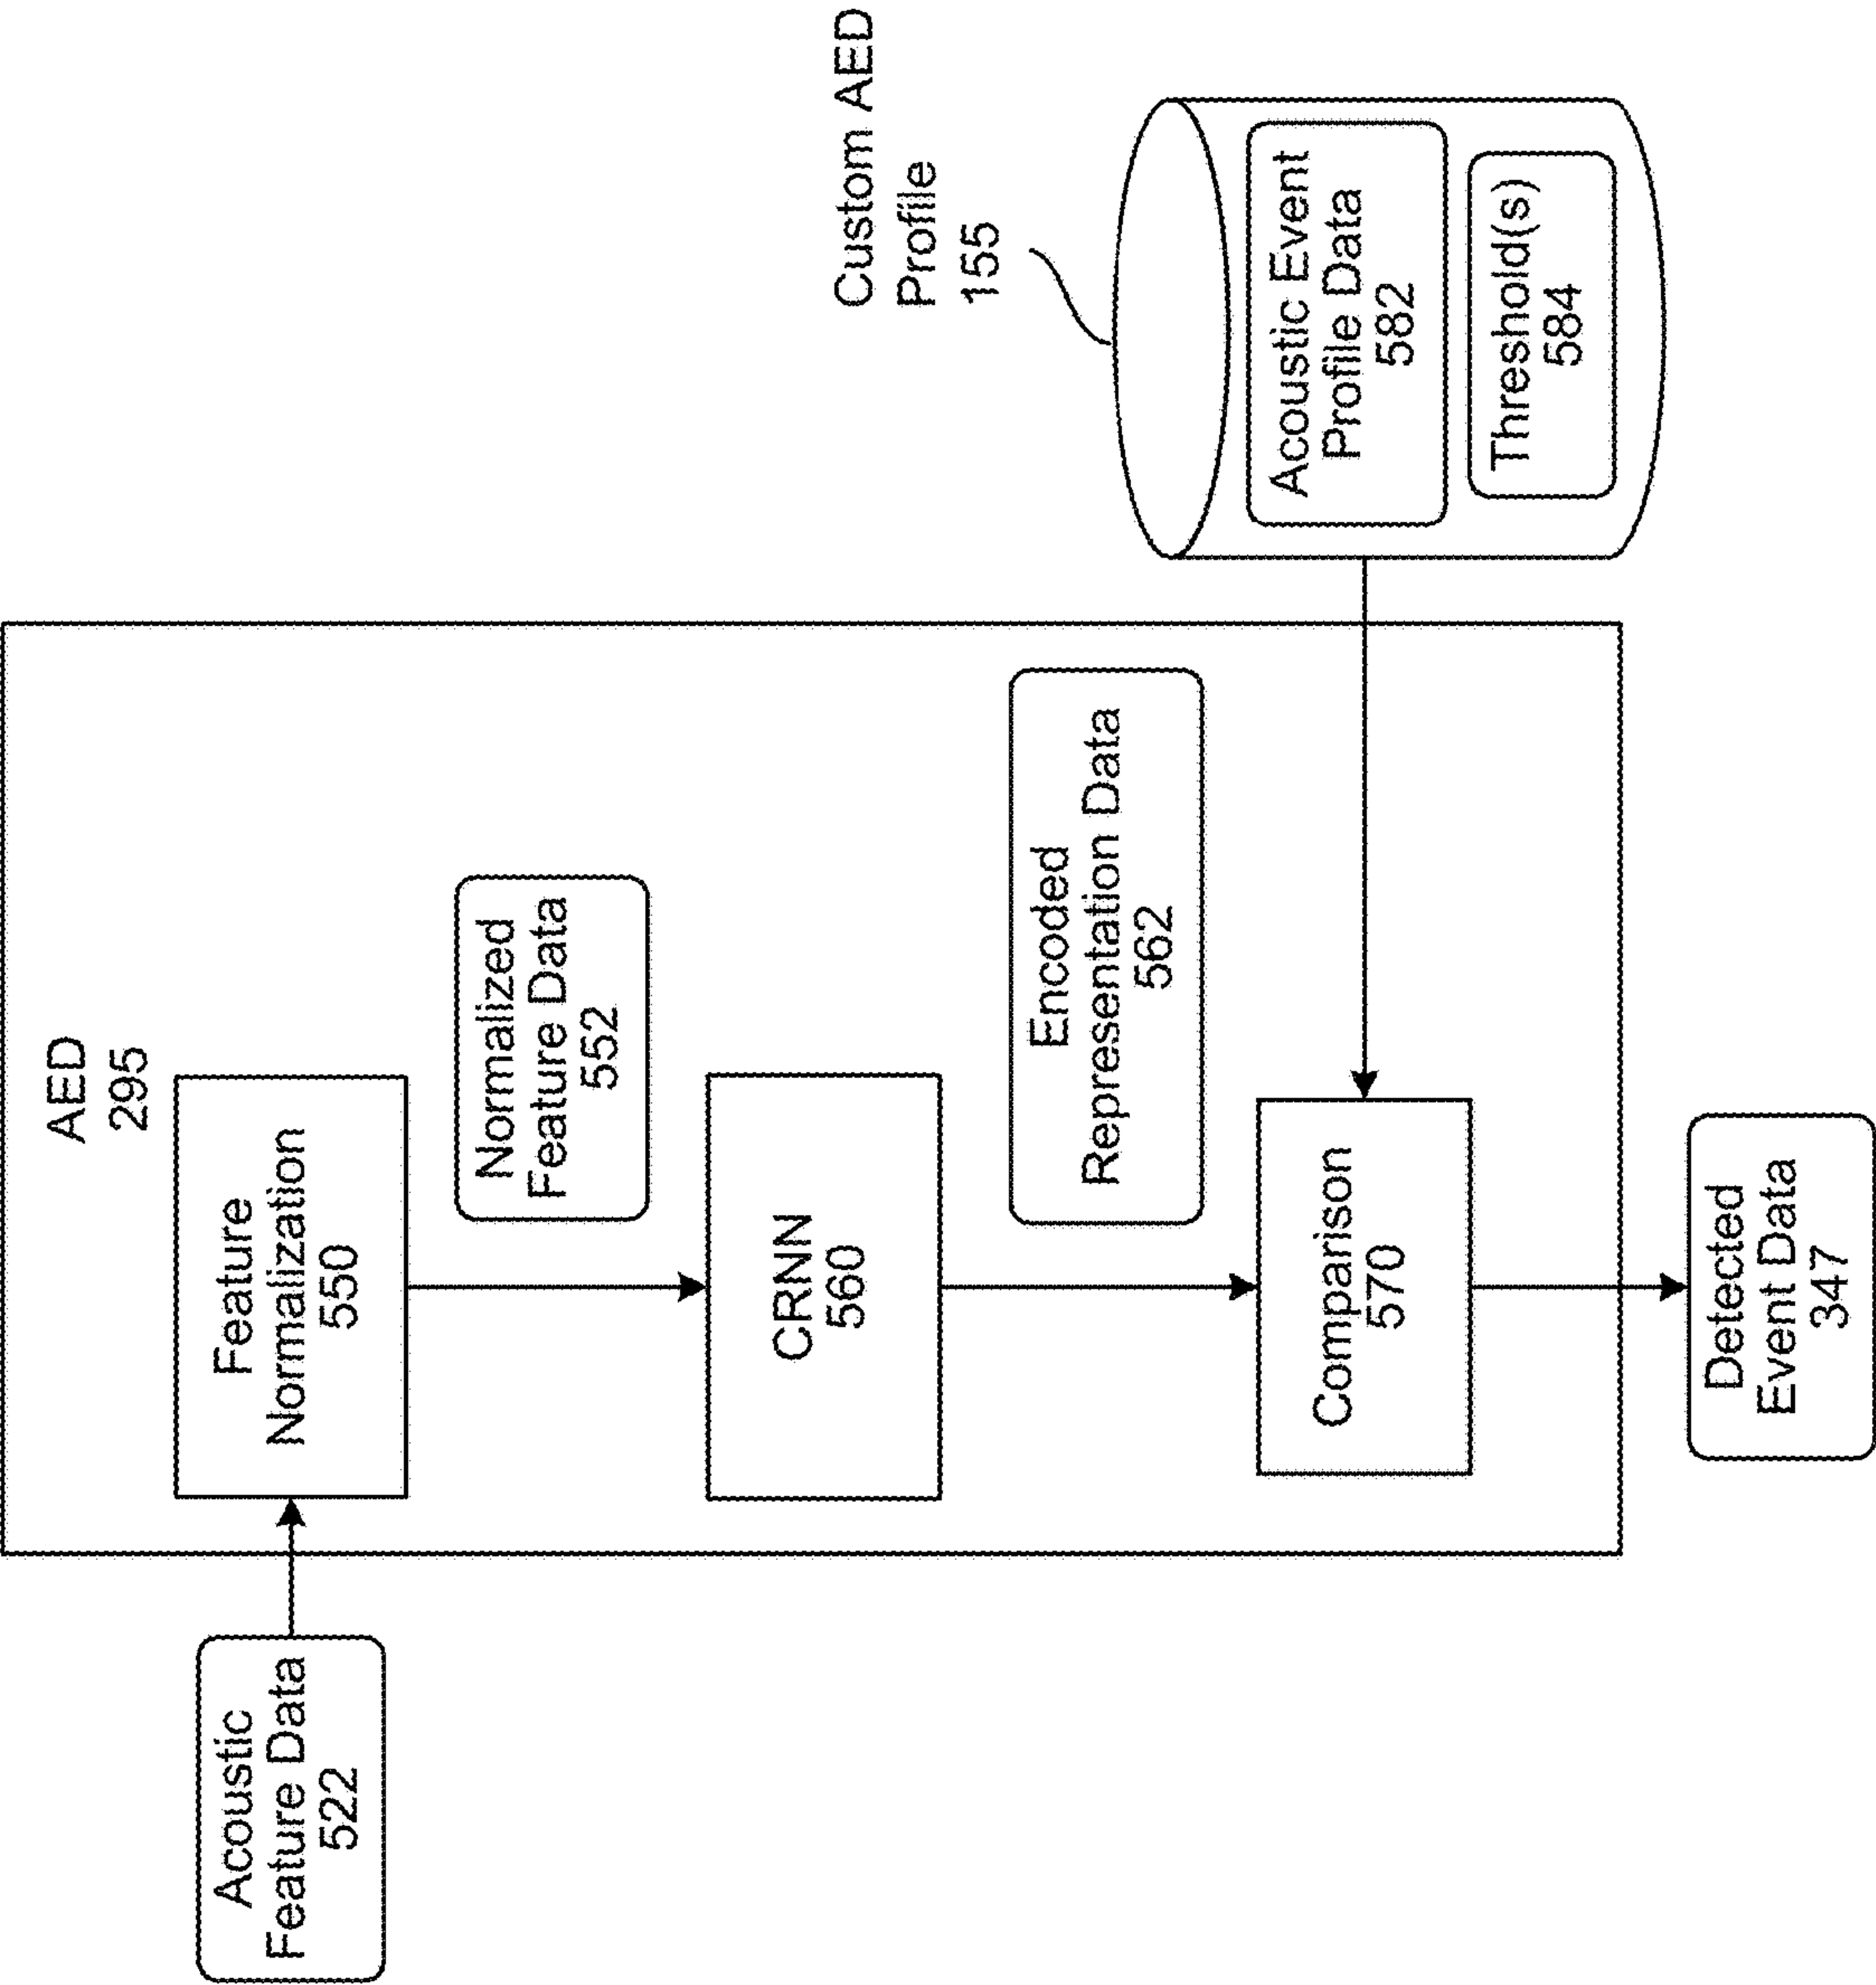 AED
295
Acoustic
Feature Data
522
Feature
Normalization
550
Normalized
Feature Data
552
CRNN
560
Encoded
Representation Data
562
Comparison
570
Custom AED
Profile
155
Acoustic Event
Profile Data
582
Threshold(s)
584
Detected
Event Data
347